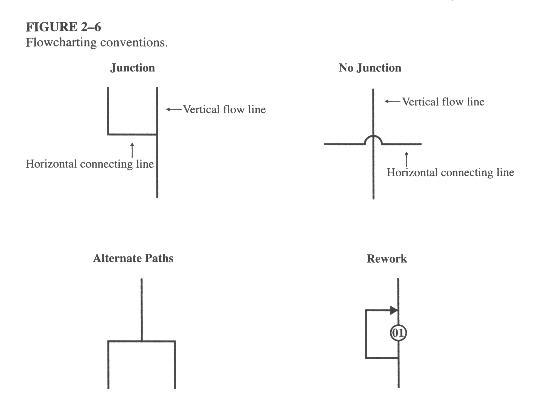 FIGURE 2–6
Flowcharting conventions.
Junction
Vertical flow line
Horizontal connecting line
No Junction
Vertical flow line
Horizontal connecting line
Alternate Paths
Rework
01